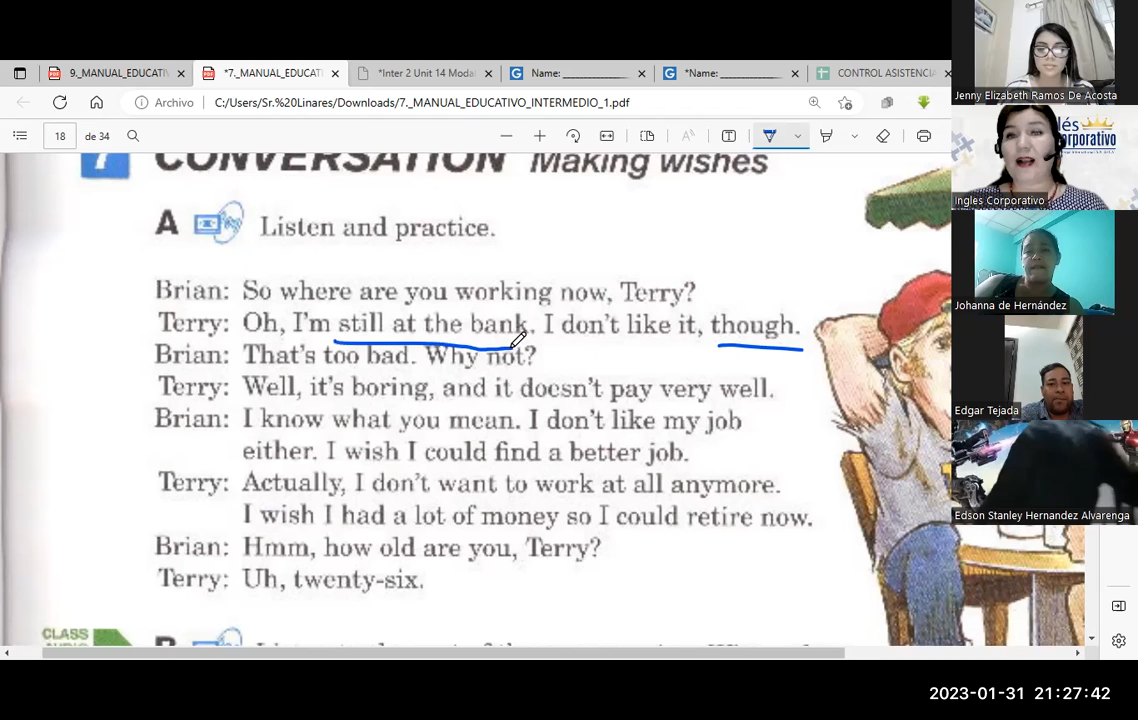 9._MANUAL_EDUCATI
*7._MANUAL_EDUCAT
*Inter 2 Unit 14 Moda
Name: ____________
*Name: ____________
CONTROL ASISTENCIA
Archivo
C:/Users/Sr.%20Linares/Downloads/7._MANUAL_EDUCATIVO_INTERMEDIO_1.pdf
18 de 34
7 CONVERSATION Making wishes
A Listen and practice.
Brian: So where are you working now, Terry?
Terry: Oh, I'm still at the bank. I don't like it, though.
Brian: That's too bad. Why not?
Terry: Well, it's boring, and it doesn't pay very well.
Brian: I know what you mean. I don't like my job
either. I wish I could find a better job.
Terry: Actually, I don't want to work at all anymore.
I wish I had a lot of money so I could retire now.
Brian: Hmm, how old are you, Terry?
Terry: Uh, twenty-six.
CLASS
Jenny Elizabeth Ramos De Acosta
Ingles Corporativo
Johanna de Hernández
Edgar Tejada
Edson Stanley Hernandez Alvarenga
2023-01-31 21:27:42